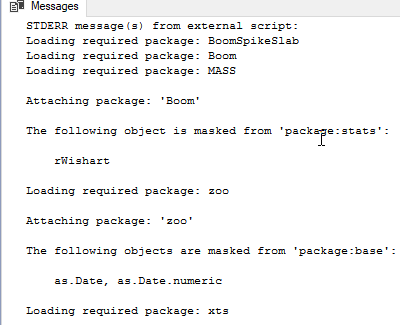 Messages
STDERR message(s) from external script:
Loading required package: BoomSpikeSlab
Loading required package: Boom
Loading required package: MASS
Attaching package: 'Boom'
The following object is masked from 'package:stats':
rWishart
Loading required package: zoo
Attaching package: 'zoo'
The following objects are masked from 'package:base':
as.Date, as.Date.numeric
Loading required package: xts